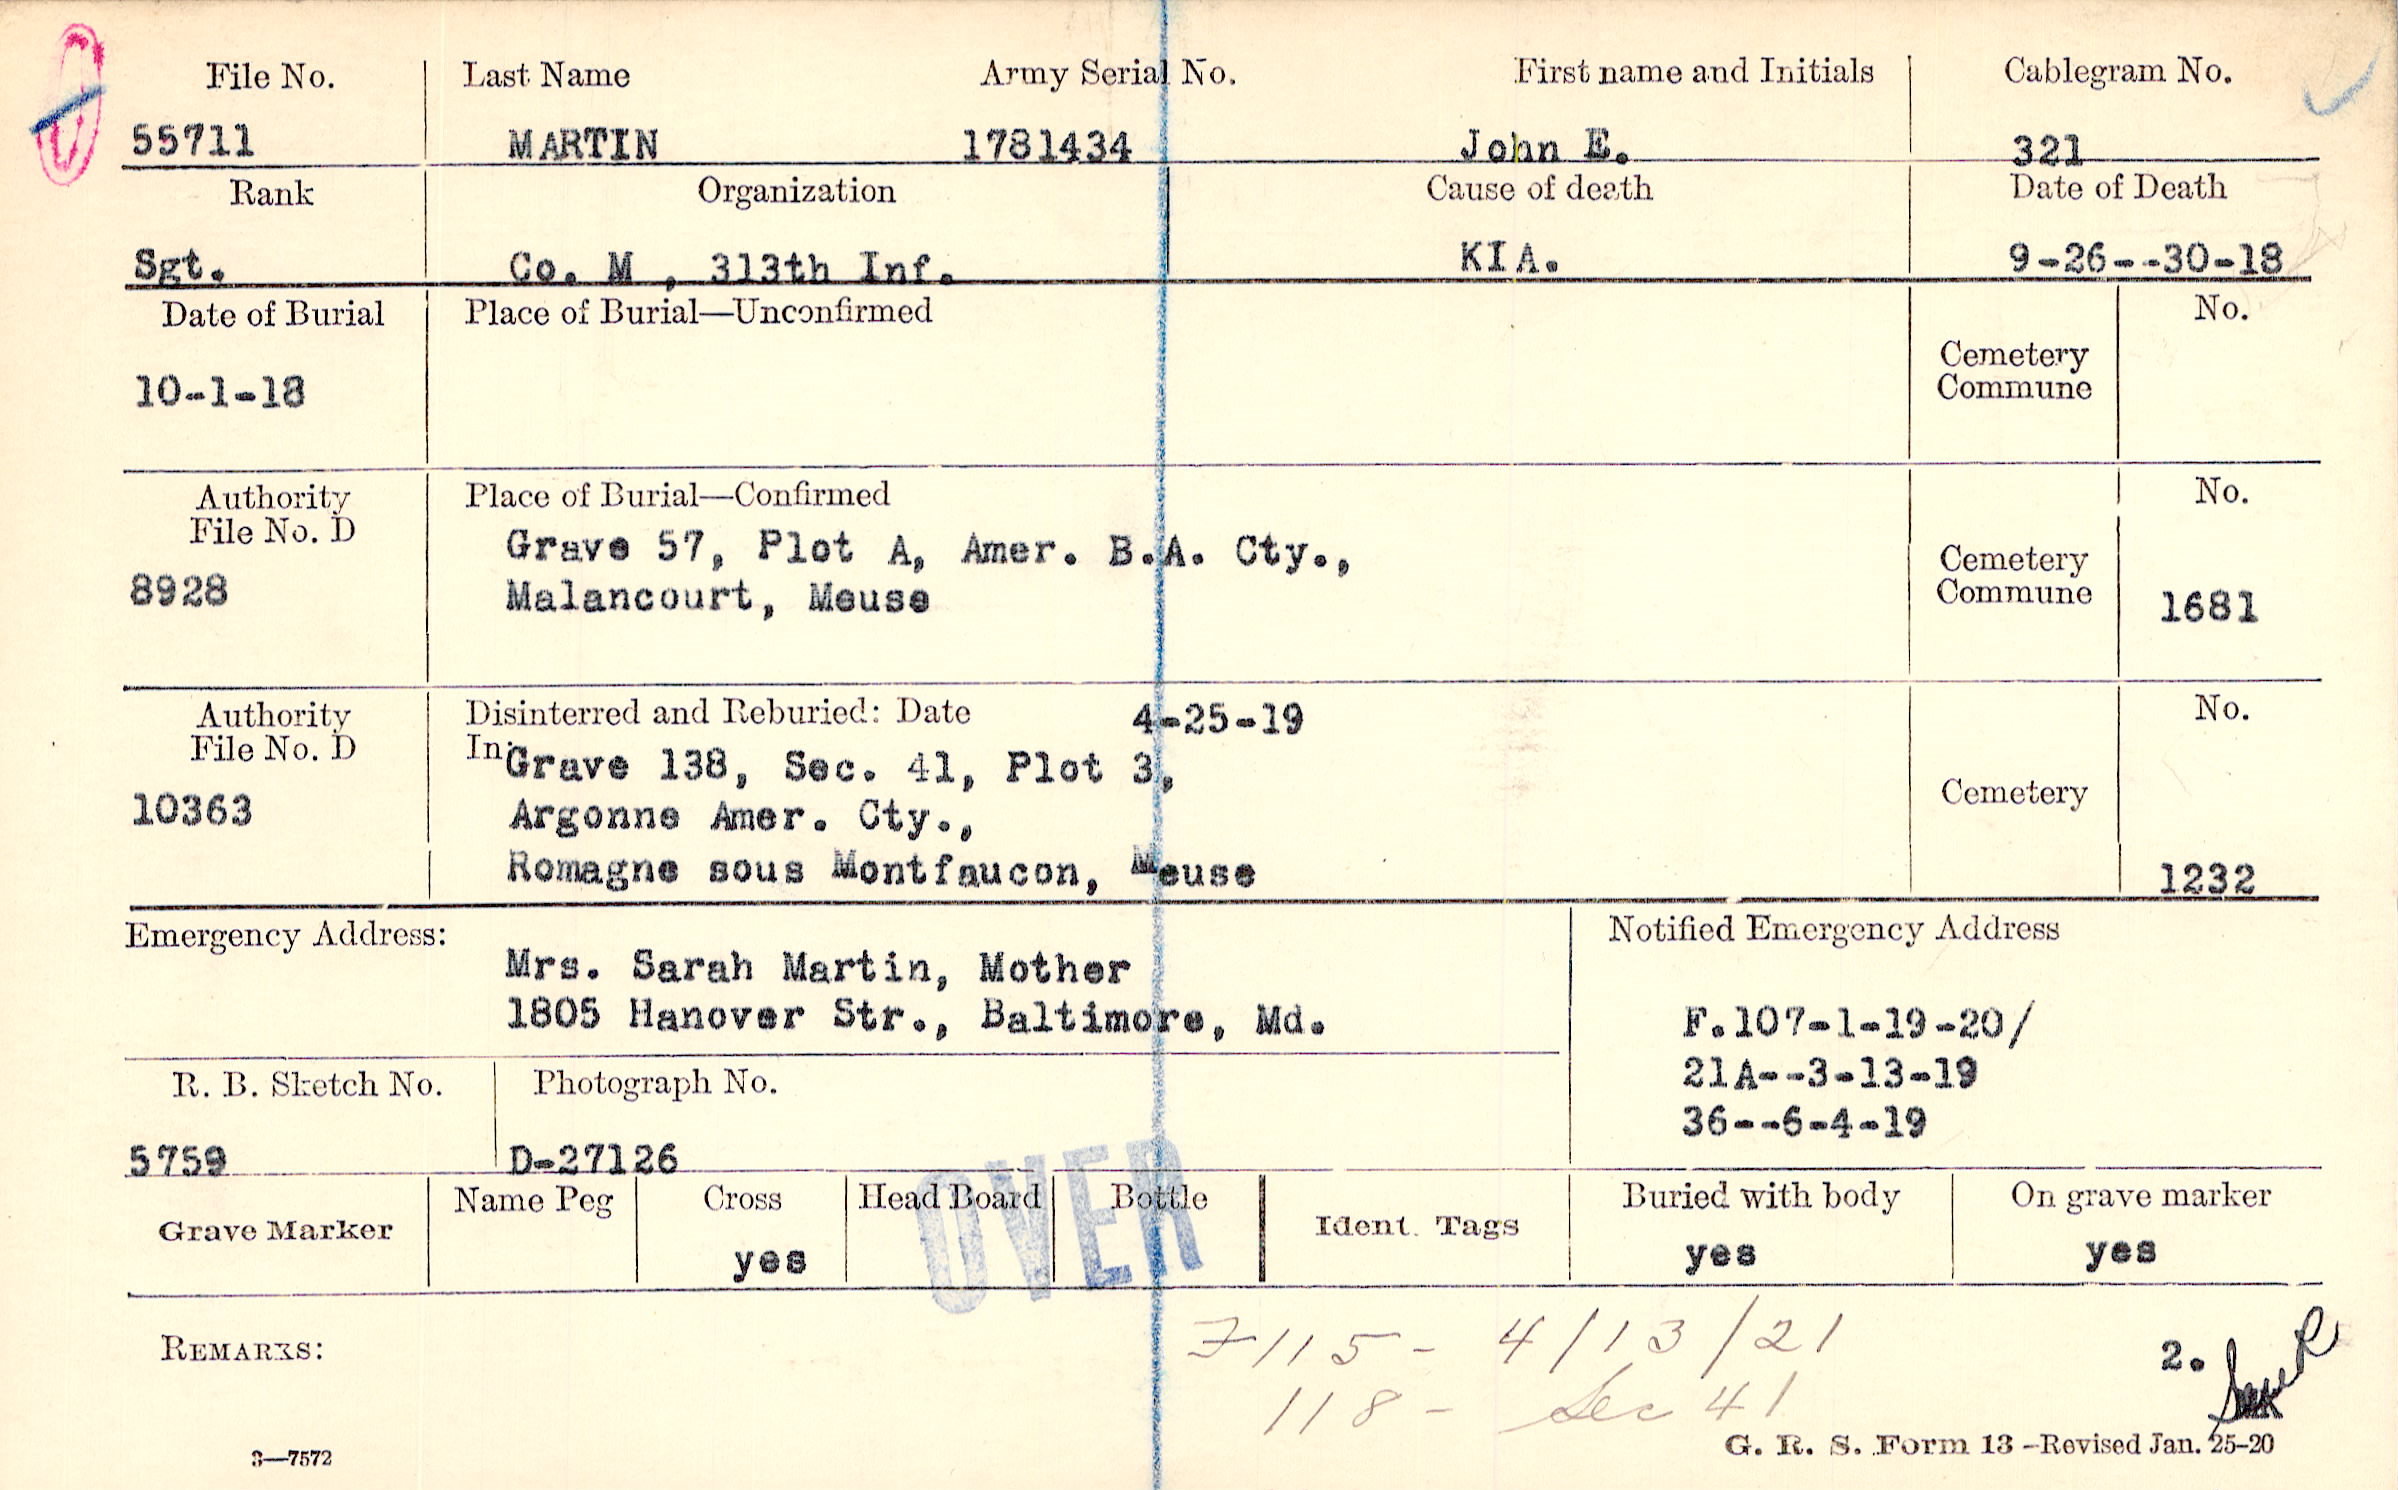 File No. Last Name Army Serial No. First name and Initials Cablegram No.
55711 MARTIN 1781434 John E. 321
Rank Organization Cause of death Date of Death
Sgt. Co. M , 313th Inf. KIA. 9-26--30-18
Date of Burial Place of Burial—Unconfirmed No.
Cemetery
Commune
10-1-18
Authority Place of Burial—Confirmed No.
File No. D
Grave 57, Plot A, Amer. B.A. Cty.,
Cemetery
Commune
8928 Malancourt, Meuse 1681
Authority Disinterred and Reburied: Date 4-25-19 No.
File No. D In Grave 138, Sec. 41, Plot 3,
Cemetery
10363 Argonne Amer. Cty.,
Romagne sous Montfaucon, Meuse 1232
Emergency Address: Notified Emergency Address
Mrs. Sarah Martin, Mother
1805 Hanover Str., Baltimore, Md. F.107-1-19-20/
21A--3-13-19
36--6-4-19
R. B. Sketch No. Photograph No.
5759 D-27126
OVER
Grave Marker Name Peg Cross Head Board Bottle Ident. Tags Buried with body On grave marker
yes yes yes
REMARKS: F115- 4/13/21 2.
118- Sec 41
3—7572 G. R. S. Form 13 -Revised Jan. 25-20